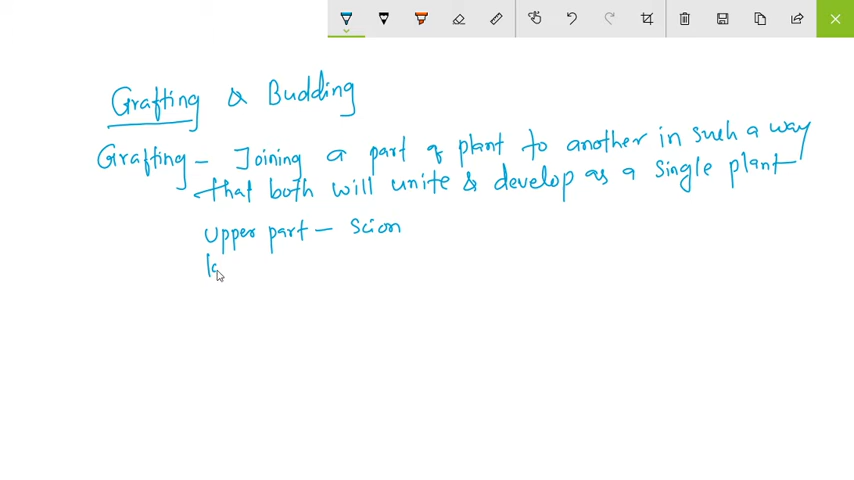 Grafting & Budding
Grafting - Joining a part of plant to another in such a way
that both will unite & develop as a single plant
Upper part - Scion
lo